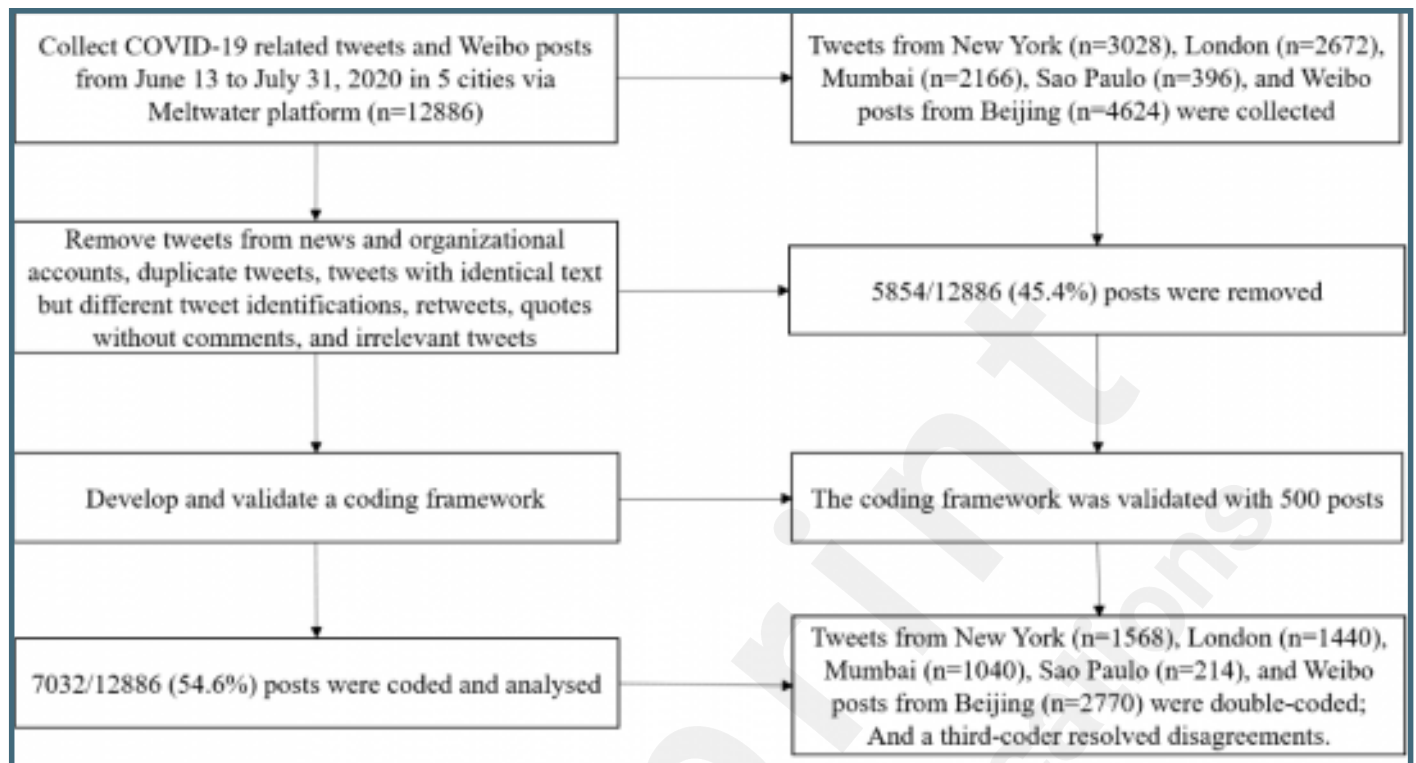 Collect COVID-19 related tweets and Weibo posts
from June 13 to July 31, 2020 in 5 cities via
Meltwater platform (n=12886)
Tweets from New York (n=3028), London (n=2672),
Mumbai (n=2166), Sao Paulo (n=396), and Weibo
posts from Beijing (n=4624) were collected
Remove tweets from news and organizational
accounts, duplicate tweets, tweets with identical text
but different tweet identifications, retweets, quotes
without comments, and irrelevant tweets
5854/12886 (45.4%) posts were removed
Develop and validate a coding framework
The coding framework was validated with 500 posts
7032/12886 (54.6%) posts were coded and analysed
Tweets from New York (n=1568), London (n=1440),
Mumbai (n=1040), Sao Paulo (n=214), and Weibo
posts from Beijing (n=2770) were double-coded;
And a third-coder resolved disagreements.
rint